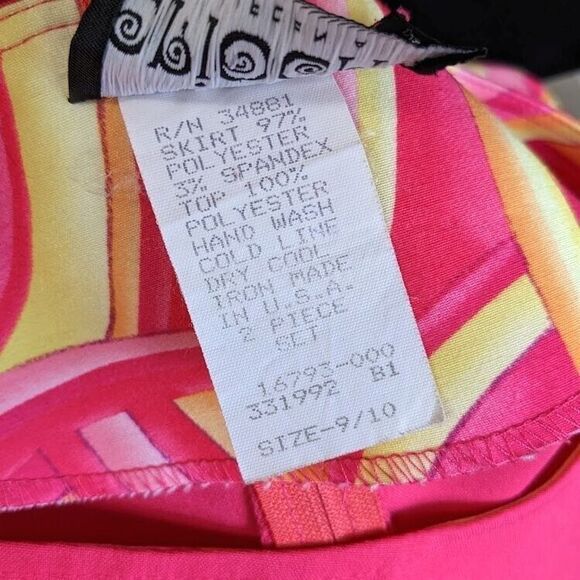 R/N 34881
SKIRT 97%
POLYESTER
3% SPANDEX
TOP 100%
POLYESTER
HAND WASH
COLD LINE
DRY COOL
IRON MADE
IN U.S.A.
2 PIECE
SET
16793-000
331992 B1
SIZE-9/10